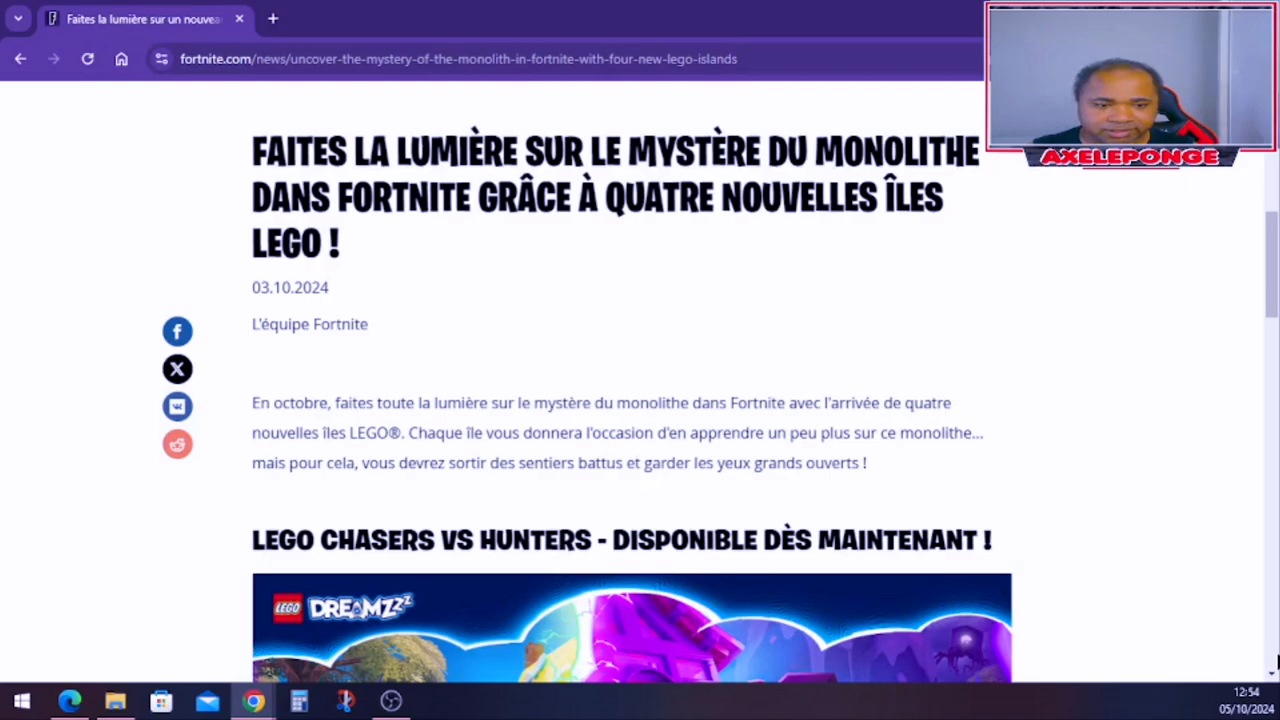 Faites la lumière sur un nouvea
fortnite.com/news/uncover-the-mystery-of-the-monolith-in-fortnite-with-four-new-lego-islands
AXELEPONGE
FAITES LA LUMIÈRE SUR LE MYSTÈRE DU MONOLITHE
DANS FORTNITE GRÂCE À QUATRE NOUVELLES ÎLES
LEGO !
03.10.2024
L'équipe Fortnite
En octobre, faites toute la lumière sur le mystère du monolithe dans Fortnite avec l'arrivée de quatre
nouvelles îles LEGO®. Chaque île vous donnera l'occasion d'en apprendre un peu plus sur ce monolithe...
mais pour cela, vous devrez sortir des sentiers battus et garder les yeux grands ouverts !
LEGO CHASERS VS HUNTERS - DISPONIBLE DÈS MAINTENANT !
LEGO DREAMZzz
12:54
05/10/2024